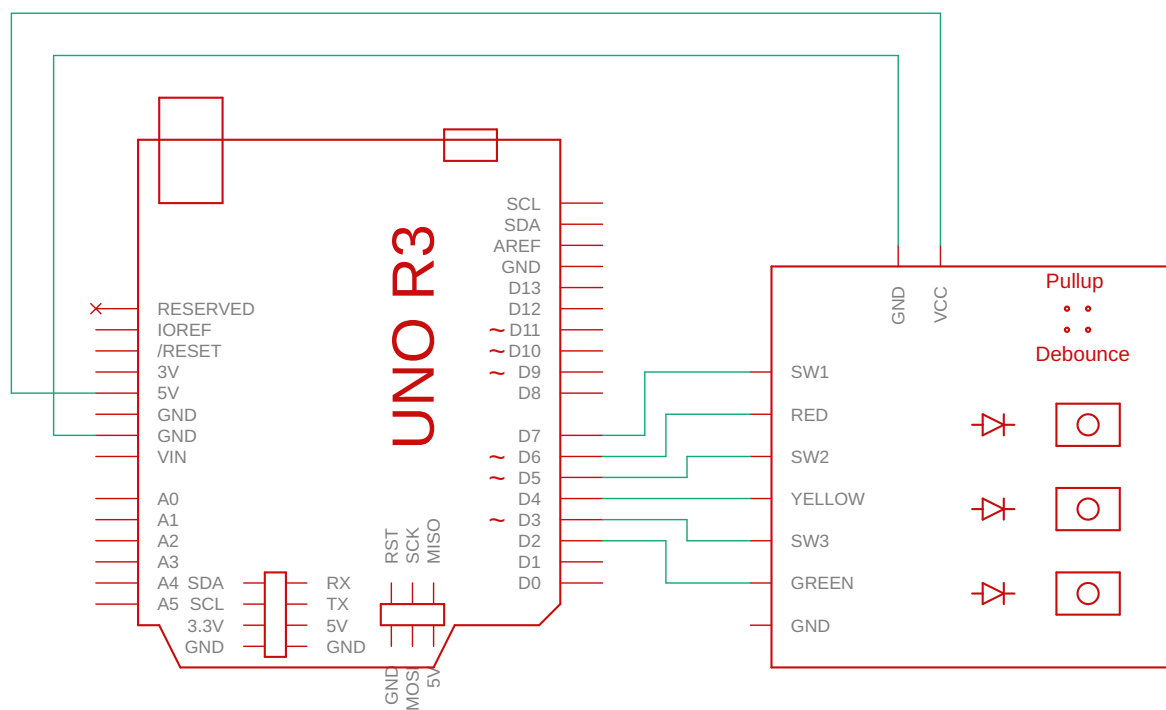 UNO R3
RESERVED
IOREF
/RESET
3V
5V
GND
GND
VIN
A0
A1
A2
A3
A4 SDA
A5 SCL
3.3V
GND
RX
TX
5V
GND
RST
SCK
MISO
GND
MOSI
5V
SCL
SDA
AREF
GND
D13
D12
~ D11
~ D10
~ D9
D8
D7
~ D6
~ D5
D4
~ D3
D2
D1
D0
GND
VCC
Pullup
Debounce
SW1
RED
SW2
YELLOW
SW3
GREEN
GND